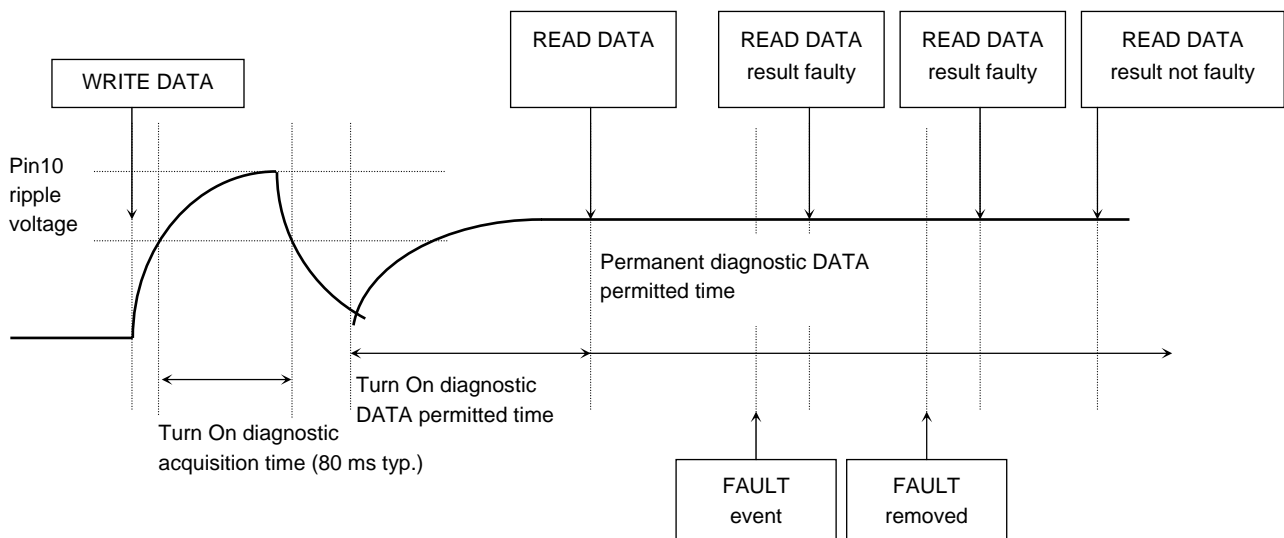 WRITE DATA
READ DATA
READ DATA
result faulty
READ DATA
result faulty
READ DATA
result not faulty
Pin10
ripple
voltage
Permanent diagnostic DATA
permitted time
Turn On diagnostic
DATA permitted time
Turn On diagnostic
acquisition time (80 ms typ.)
FAULT
event
FAULT
removed